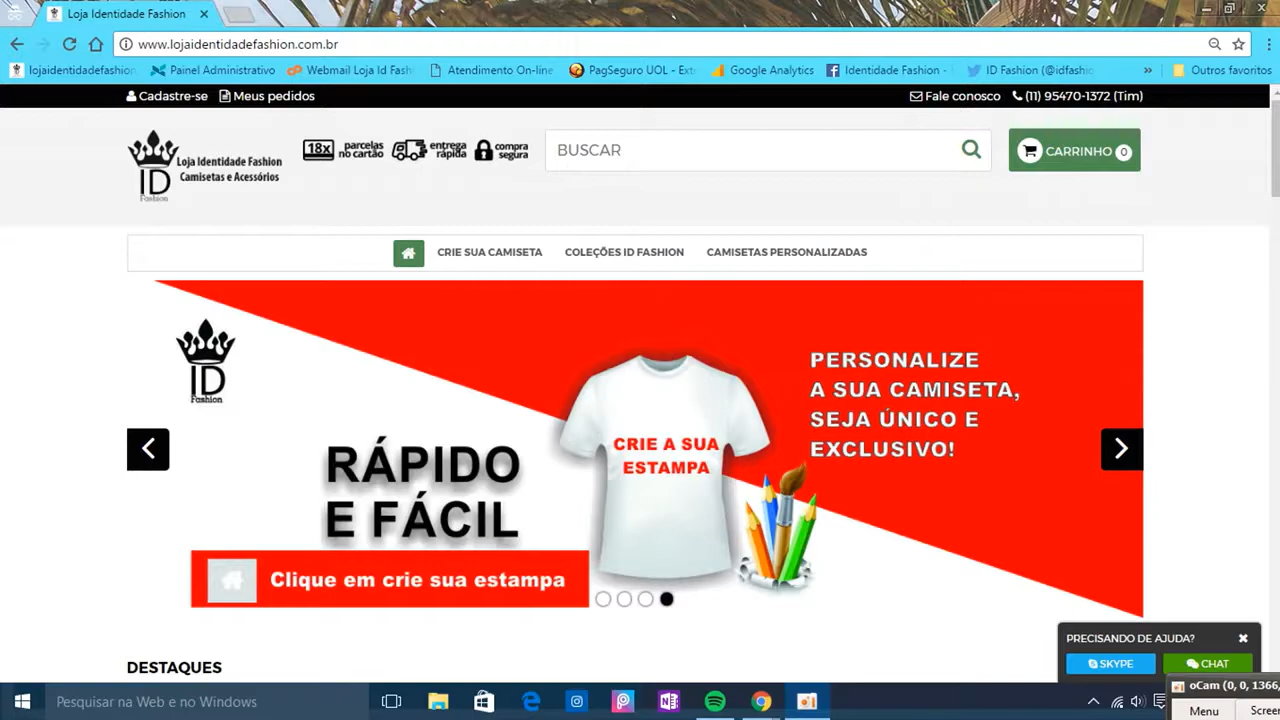 Loja Identidade Fashion
www.lojaidentidadefashion.com.br
lojaidentidadefashion
Painel Administrativo
Webmail Loja Id Fash
Atendimento On-line
PagSeguro UOL - Ext
Google Analytics
Identidade Fashion -
ID Fashion (@idfashio
»
Outros favoritos
Cadastre-se
Meus pedidos
Fale conosco
(11) 95470-1372 (Tim)
ID
Fashion
Loja Identidade Fashion
Camisetas e Acessórios
18x
parcelas
no cartão
entrega
rápida
compra
segura
BUSCAR
CARRINHO 0
CRIE SUA CAMISETA
COLEÇÕES ID FASHION
CAMISETAS PERSONALIZADAS
ID
Fashion
RÁPIDO
E FÁCIL
Clique em crie sua estampa
CRIE A SUA
ESTAMPA
PERSONALIZE
A SUA CAMISETA,
SEJA ÚNICO E
EXCLUSIVO!
DESTAQUES
PRECISANDO DE AJUDA?
SKYPE
CHAT
Pesquisar na Web e no Windows
oCam (0, 0, 1366,
Menu
Screen